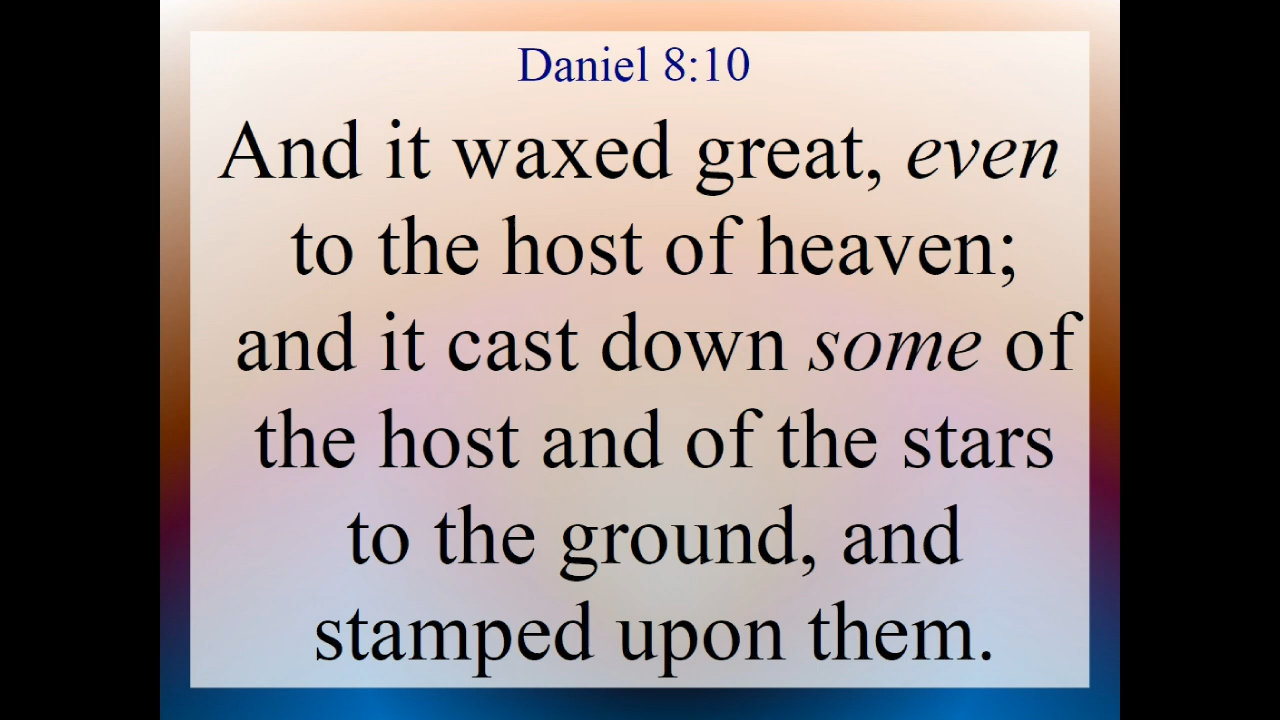 Daniel 8:10
And it waxed great, even
to the host of heaven;
and it cast down some of
the host and of the stars
to the ground, and
stamped upon them.